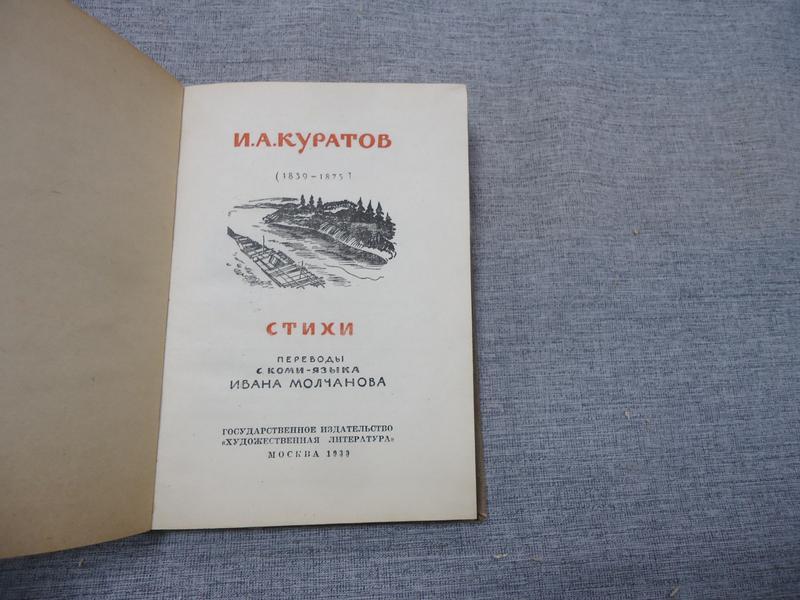 И.А.КУРАТОВ
(1839–1875)
СТИХИ
ПЕРЕВОДЫ
С КОМИ-ЯЗЫКА
ИВАНА МОЛЧАНОВА
ГОСУДАРСТВЕННОЕ ИЗДАТЕЛЬСТВО
«ХУДОЖЕСТВЕННАЯ ЛИТЕРАТУРА»
МОСКВА 1939